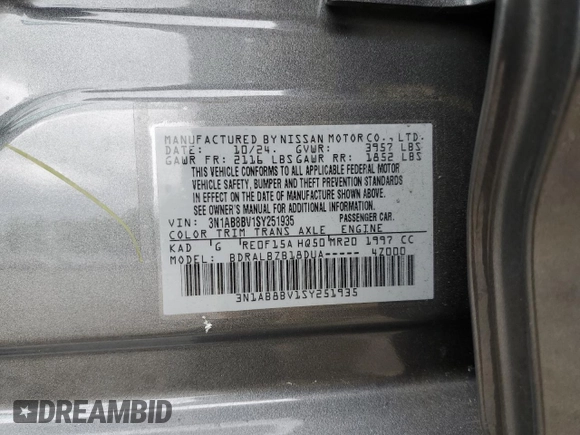 MANUFACTURED BY NISSAN MOTOR CO., LTD.
DATE: 10/24 GVWR: 3957 LBS
GAWR FR: 2116 LBS GAWR RR: 1852 LBS
THIS VEHICLE CONFORMS TO ALL APPLICABLE FEDERAL MOTOR
VEHICLE SAFETY, BUMPER AND THEFT PREVENTION STANDARDS
IN EFFECT ON THE DATE OF MANUFACTURE SHOWN ABOVE.
SEE OWNER'S MANUAL FOR ADDITIONAL INFORMATION.
VIN: 3N1AB8BV1SY251935 PASSENGER CAR.
COLOR TRIM TRANS AXLE ENGINE
KAD G RE0F15A HQ50 MR20 1997 CC
MODEL: BDRALBZB18DUA----- 4Z000
3N1AB8BV1SY251935
DREAMBID